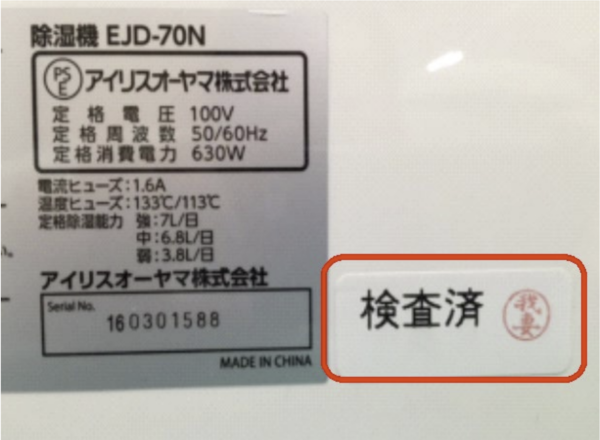 除湿機 EJD-70N
PSE アイリスオーヤマ株式会社
定格電圧 100V
定格周波数 50/60Hz
定格消費電力 630W
電流ヒューズ:1.6A
温度ヒューズ:133℃/113℃
定格除湿能力 強:7L/日
中:6.8L/日
弱:3.8L/日
アイリスオーヤマ株式会社
Serial No.
160301588
MADE IN CHINA
検査済 我妻